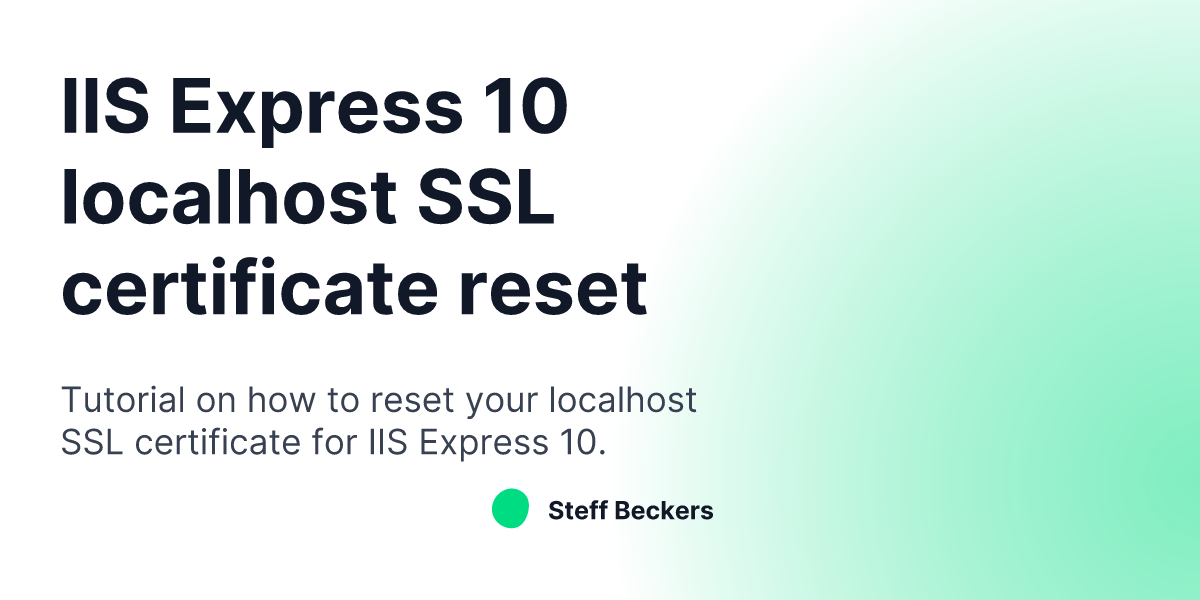 IIS Express 10
localhost SSL
certificate reset
Tutorial on how to reset your localhost
SSL certificate for IIS Express 10.
Steff Beckers